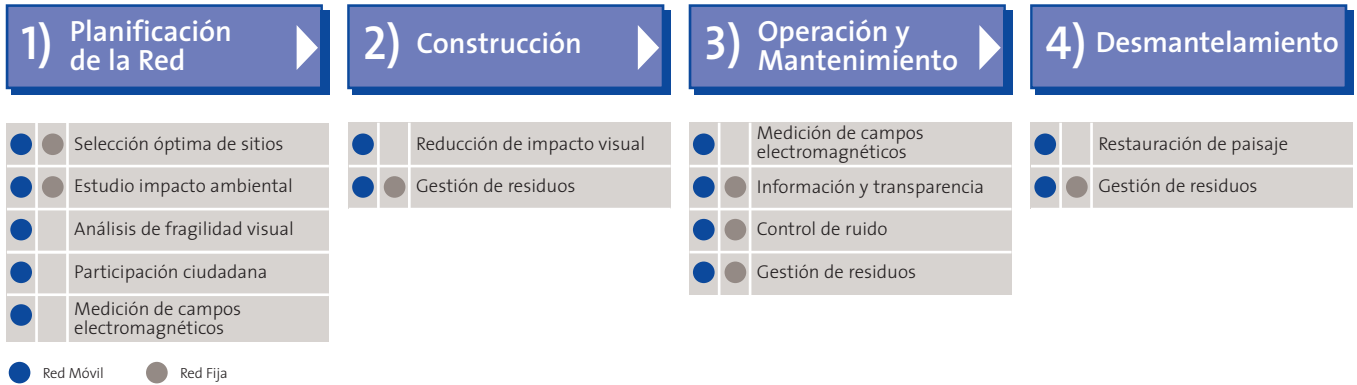 1) Planificación
de la Red
Selección óptima de sitios
Estudio impacto ambiental
Análisis de fragilidad visual
Participación ciudadana
Medición de campos
electromagnéticos
2) Construcción
Reducción de impacto visual
Gestión de residuos
3) Operación y
Mantenimiento
Medición de campos
electromagnéticos
Información y transparencia
Control de ruido
Gestión de residuos
4) Desmantelamiento
Restauración de paisaje
Gestión de residuos
Red Móvil
Red Fija